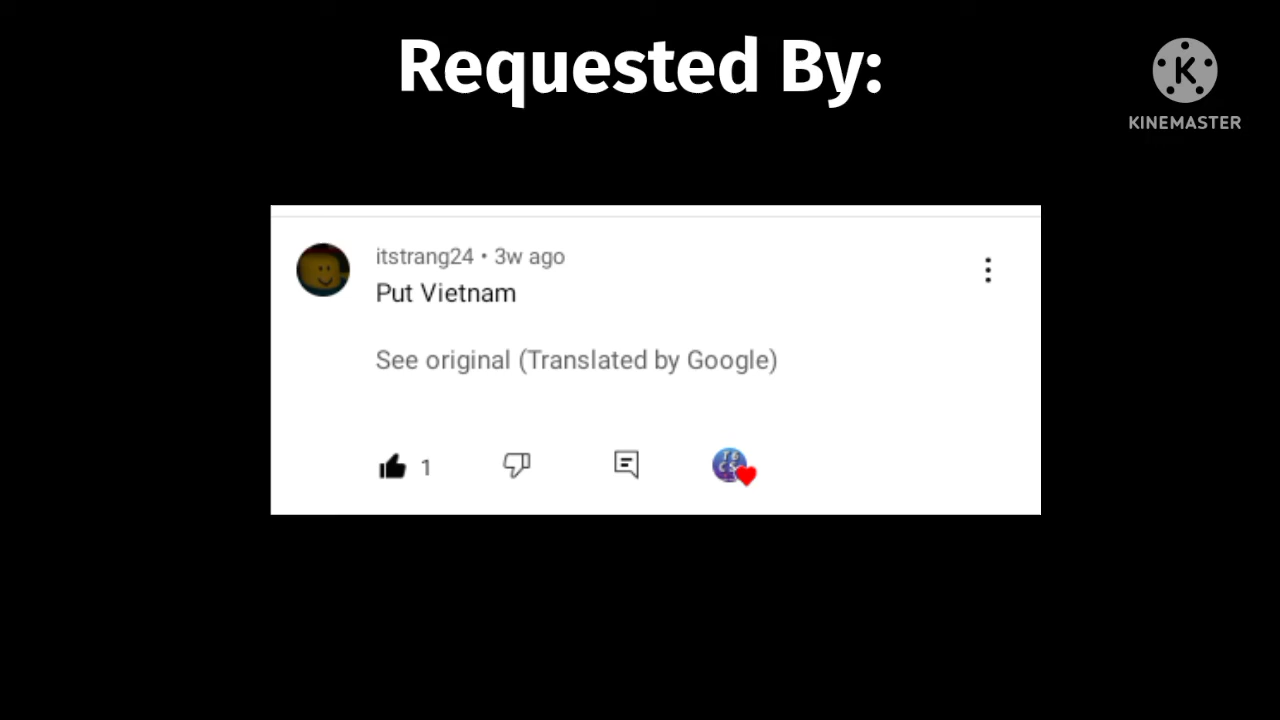 Requested By:
KINEMASTER
itstrang24 • 3w ago
Put Vietnam
See original (Translated by Google)
1